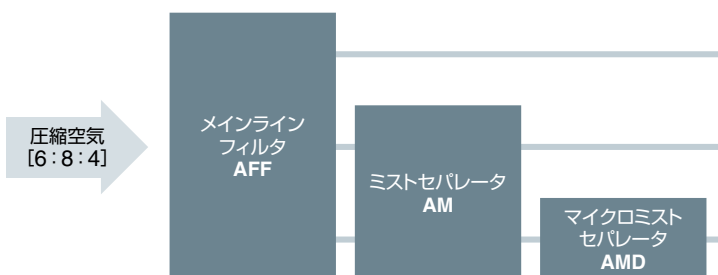 圧縮空気
[6：8：4]
メインライン
フィルタ
AFF
ミストセパレータ
AM
マイクロミスト
セパレータ
AMD